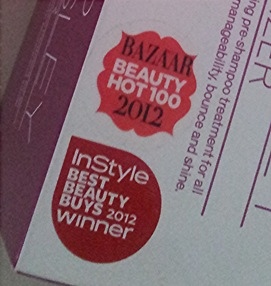 BAZAAR
BEAUTY
HOT 100
2012
InStyle
BEST
BEAUTY
BUYS 2012
winner
pre-shampoo treatment for all
manageability, bounce and shine.